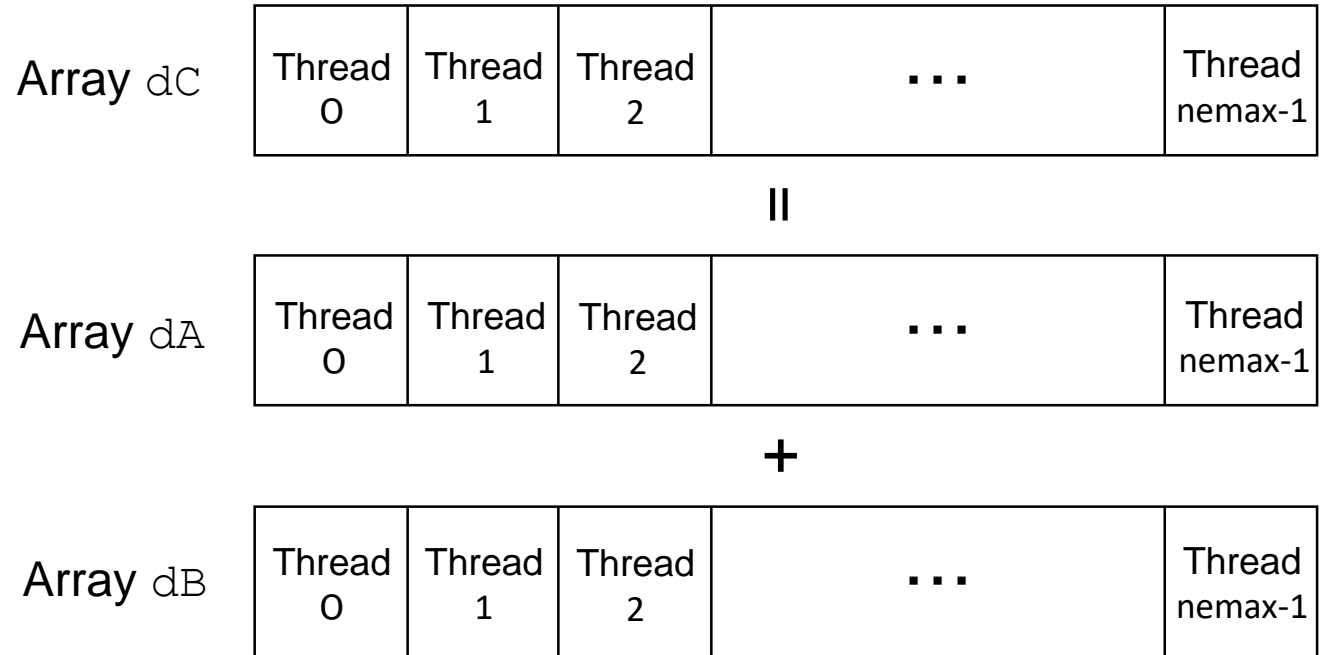 Array dC
Thread 0
Thread 1
Thread 2
...
Thread nemax-1
=
Array dA
Thread 0
Thread 1
Thread 2
...
Thread nemax-1
+
Array dB
Thread 0
Thread 1
Thread 2
...
Thread nemax-1